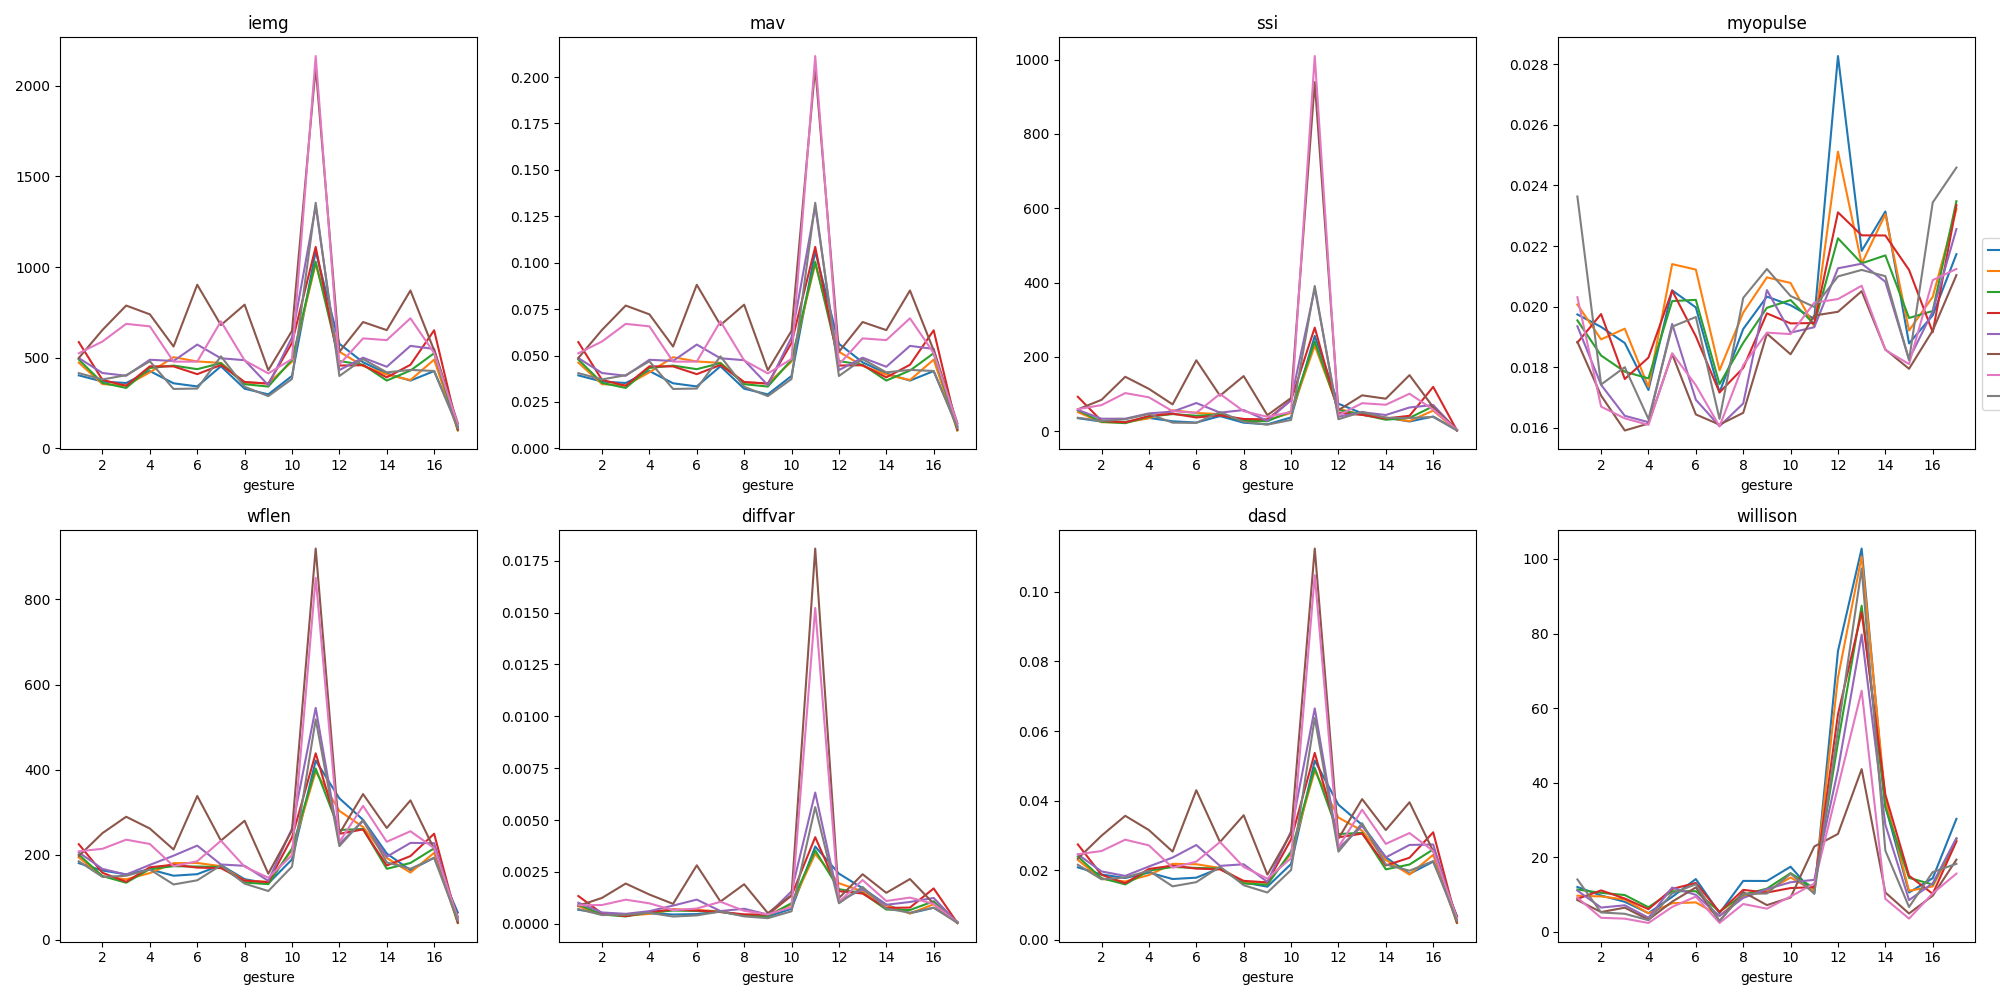 iemg
2000
1500
1000
500
0
2 4 6 8 10 12 14 16
gesture
mav
0.200
0.175
0.150
0.125
0.100
0.075
0.050
0.025
0.000
2 4 6 8 10 12 14 16
gesture
ssi
1000
800
600
400
200
0
2 4 6 8 10 12 14 16
gesture
myopulse
0.028
0.026
0.024
0.022
0.020
0.018
0.016
2 4 6 8 10 12 14 16
gesture
wflen
800
600
400
200
0
2 4 6 8 10 12 14 16
gesture
diffvar
0.0175
0.0150
0.0125
0.0100
0.0075
0.0050
0.0025
0.0000
2 4 6 8 10 12 14 16
gesture
dasd
0.10
0.08
0.06
0.04
0.02
0.00
2 4 6 8 10 12 14 16
gesture
willison
100
80
60
40
20
0
2 4 6 8 10 12 14 16
gesture